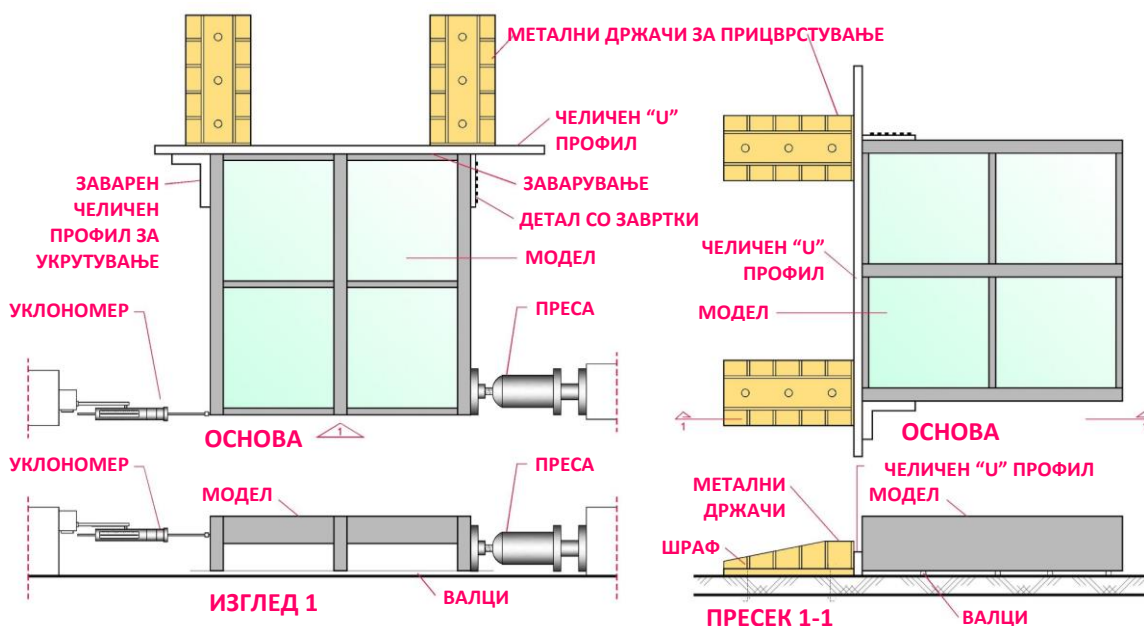 МЕТАЛНИ ДРЖАЧИ ЗА ПРИЦВРСТУВАЊЕ
ЧЕЛИЧЕН “U”
ПРОФИЛ
ЗАВАРЕН
ЧЕЛИЧЕН
ПРОФИЛ ЗА
УКРУТУВАЊЕ
ЗАВАРУВАЊЕ
ДЕТАЛ СО ЗАВРТКИ
МОДЕЛ
УКЛОНОМЕР
ПРЕСА
ОСНОВА
1
ЧЕЛИЧЕН “U”
ПРОФИЛ
МОДЕЛ
1
1
ОСНОВА
УКЛОНОМЕР
МОДЕЛ
ПРЕСА
ВАЛЦИ
ИЗГЛЕД 1
ЧЕЛИЧЕН “U” ПРОФИЛ
МЕТАЛНИ
ДРЖАЧИ
МОДЕЛ
ШРАФ
ВАЛЦИ
ПРЕСЕК 1-1